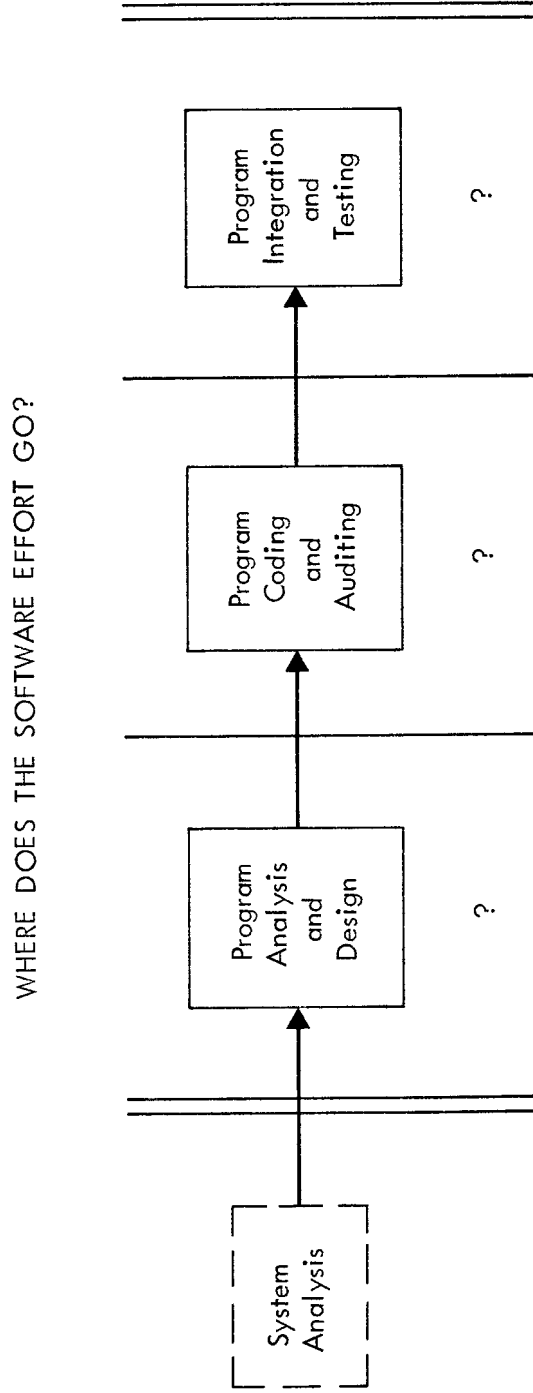 WHERE DOES THE SOFTWARE EFFORT GO?
System
Analysis
Program
Analysis
and
Design
?
Program
Coding
and
Auditing
?
Program
Integration
and
Testing
?